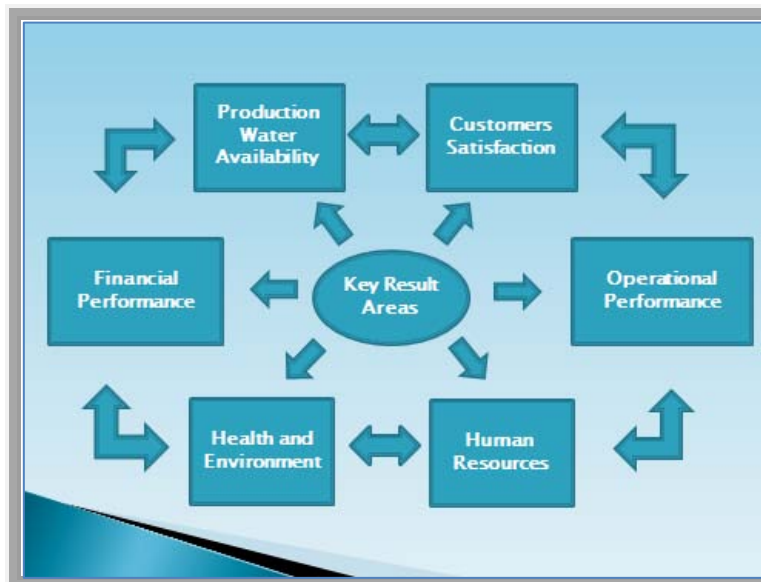 Production
Water
Availability
Customers
Satisfaction
Financial
Performance
Key Result
Areas
Operational
Performance
Health and
Environment
Human
Resources